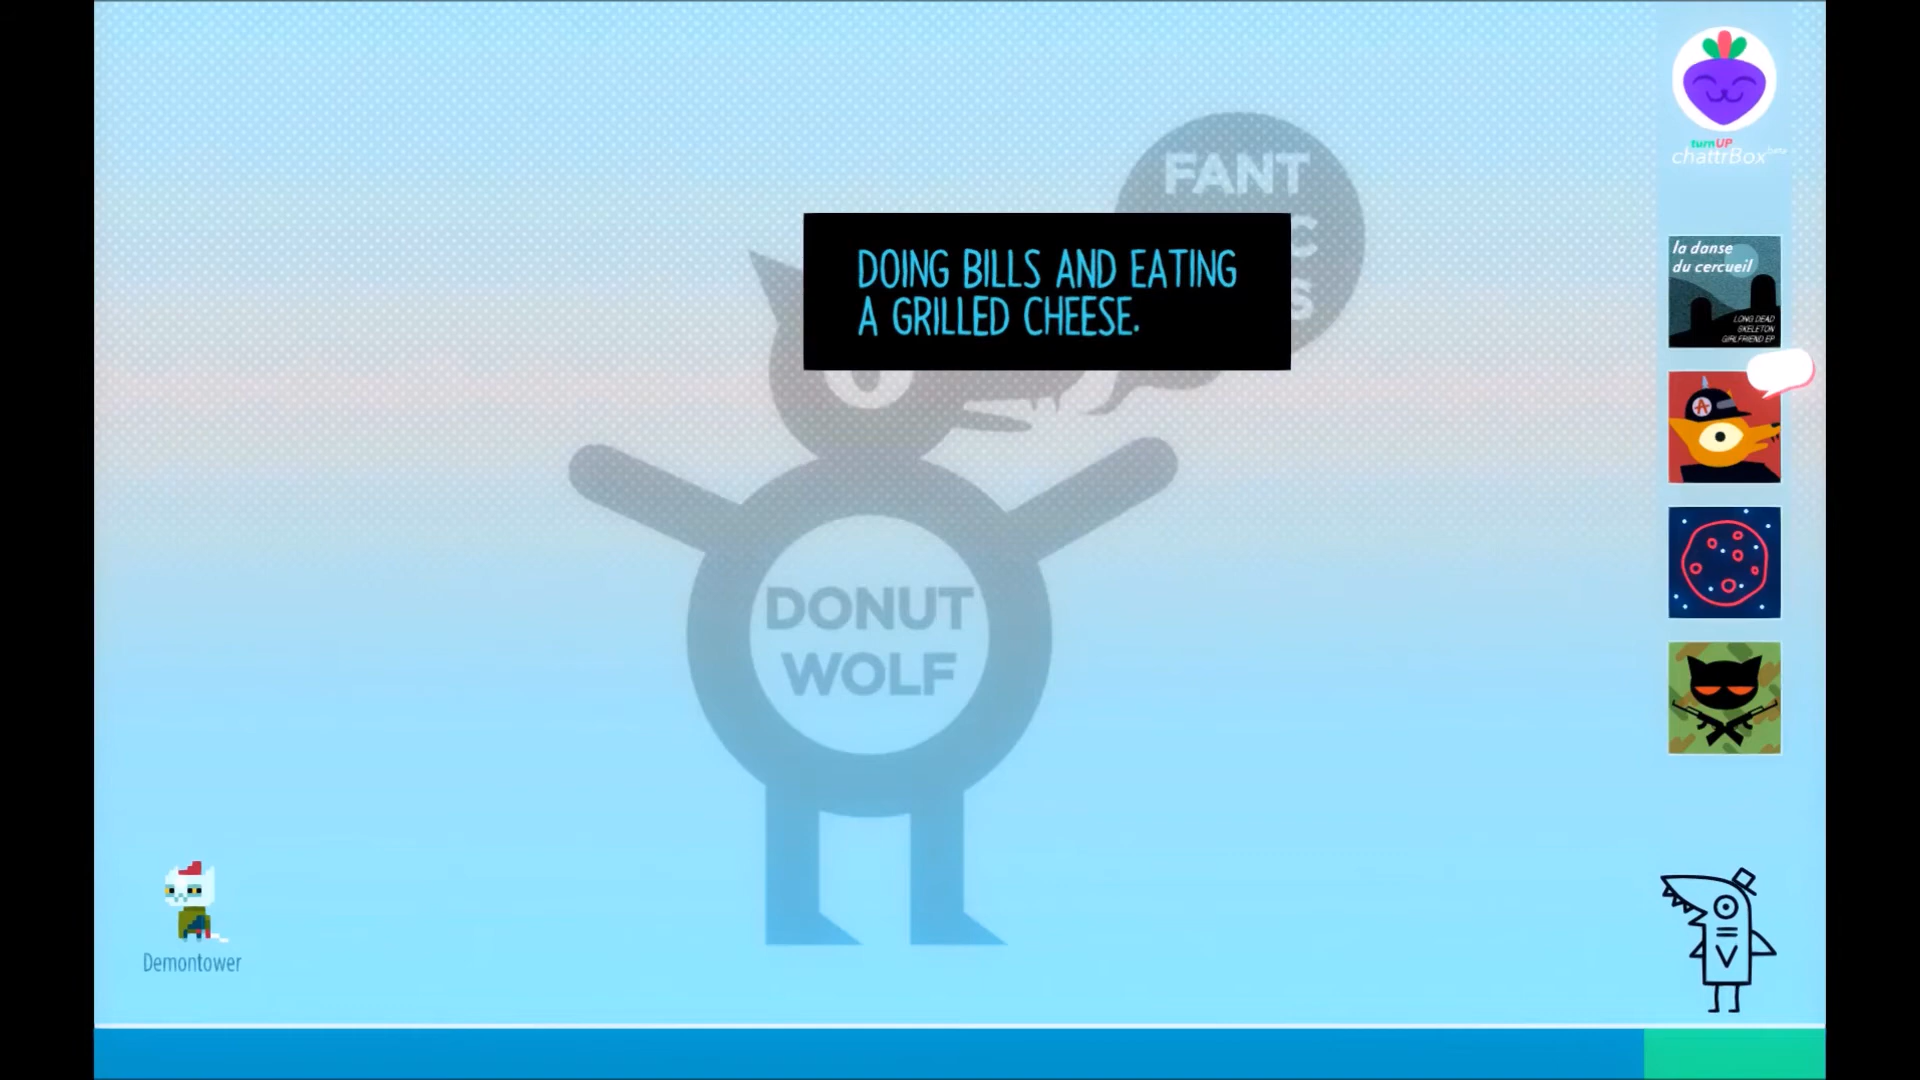 turnUP
chattrBox beta
FANT
C
S
DOING BILLS AND EATING
A GRILLED CHEESE.
la danse
du cercueil
LONG DEAD
SKELETON
GIRLFRIEND EP
A
DONUT
WOLF
Demontower